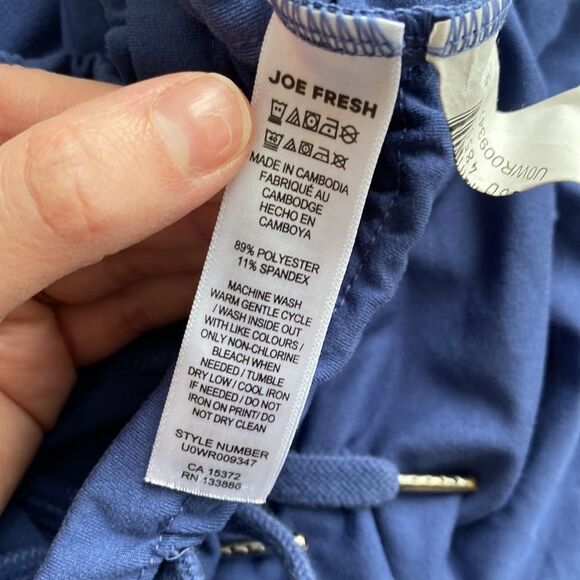 JOE FRESH
40
MADE IN CAMBODIA
FABRIQUÉ AU
CAMBODGE
HECHO EN
CAMBOYA
89% POLYESTER
11% SPANDEX
MACHINE WASH
WARM GENTLE CYCLE
/ WASH INSIDE OUT
WITH LIKE COLOURS /
ONLY NON-CHLORINE
BLEACH WHEN
NEEDED / TUMBLE
DRY LOW / COOL IRON
IF NEEDED / DO NOT
IRON ON PRINT/ DO
NOT DRY CLEAN
STYLE NUMBER
U0WR009347
CA 15372
RN 133886